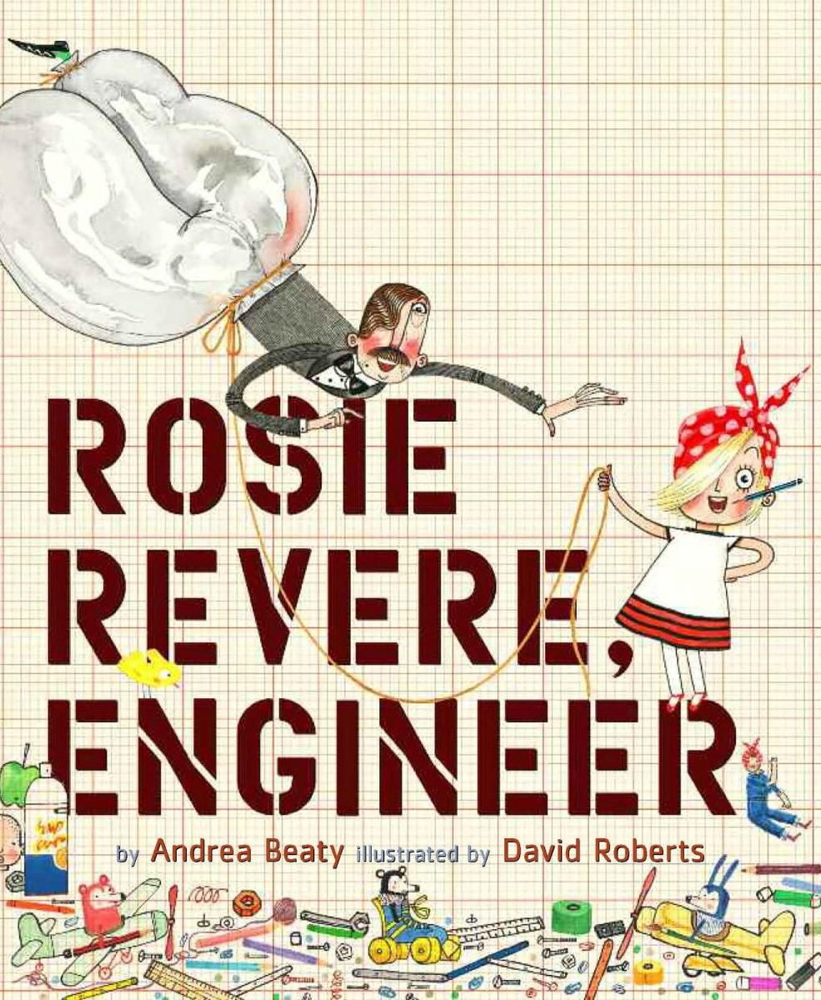 ROSIE
REVERE,
ENGINEER
by Andrea Beaty illustrated by David Roberts